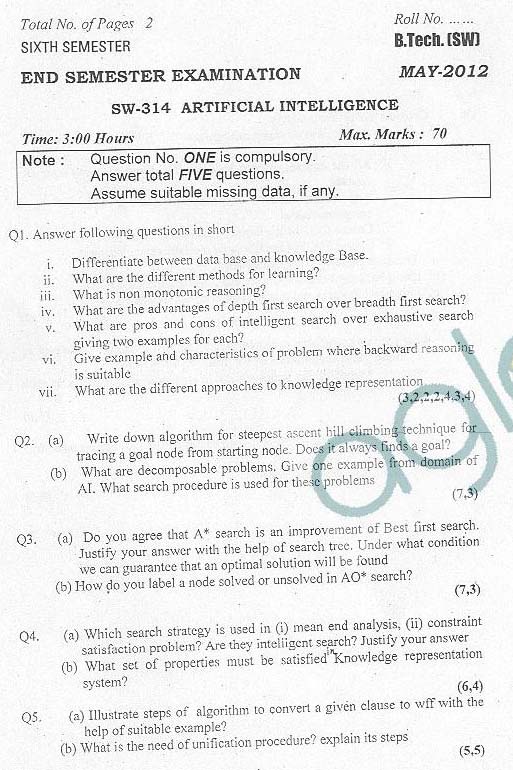 Total No. of Pages 2 Roll No. ......
SIXTH SEMESTER B.Tech. (SW)
END SEMESTER EXAMINATION MAY-2012
SW-314 ARTIFICIAL INTELLIGENCE
Time: 3:00 Hours Max. Marks : 70
Note : Question No. ONE is compulsory.
Answer total FIVE questions.
Assume suitable missing data, if any.
Q1. Answer following questions in short
i. Differentiate between data base and knowledge Base.
ii. What are the different methods for learning?
iii. What is non monotonic reasoning?
iv. What are the advantages of depth first search over breadth first search?
v. What are pros and cons of intelligent search over exhaustive search
giving two examples for each?
vi. Give example and characteristics of problem where backward reasoning
is suitable
vii. What are the different approaches to knowledge representation
(3,2,2,2,4,3,4)
Q2. (a) Write down algorithm for steepest ascent hill climbing technique for
tracing a goal node from starting node. Does it always finds a goal?
(b) What are decomposable problems. Give one example from domain of
AI. What search procedure is used for these problems
(7,3)
Q3. (a) Do you agree that A* search is an improvement of Best first search.
Justify your answer with the help of search tree. Under what condition
we can guarantee that an optimal solution will be found
(b) How do you label a node solved or unsolved in AO* search?
(7,3)
Q4. (a) Which search strategy is used in (i) mean end analysis, (ii) constraint
satisfaction problem? Are they intelligent search? Justify your answer
(b) What set of properties must be satisfied in Knowledge representation
system?
(6,4)
Q5. (a) Illustrate steps of algorithm to convert a given clause to wff with the
help of suitable example?
(b) What is the need of unification procedure? explain its steps
(5,5)